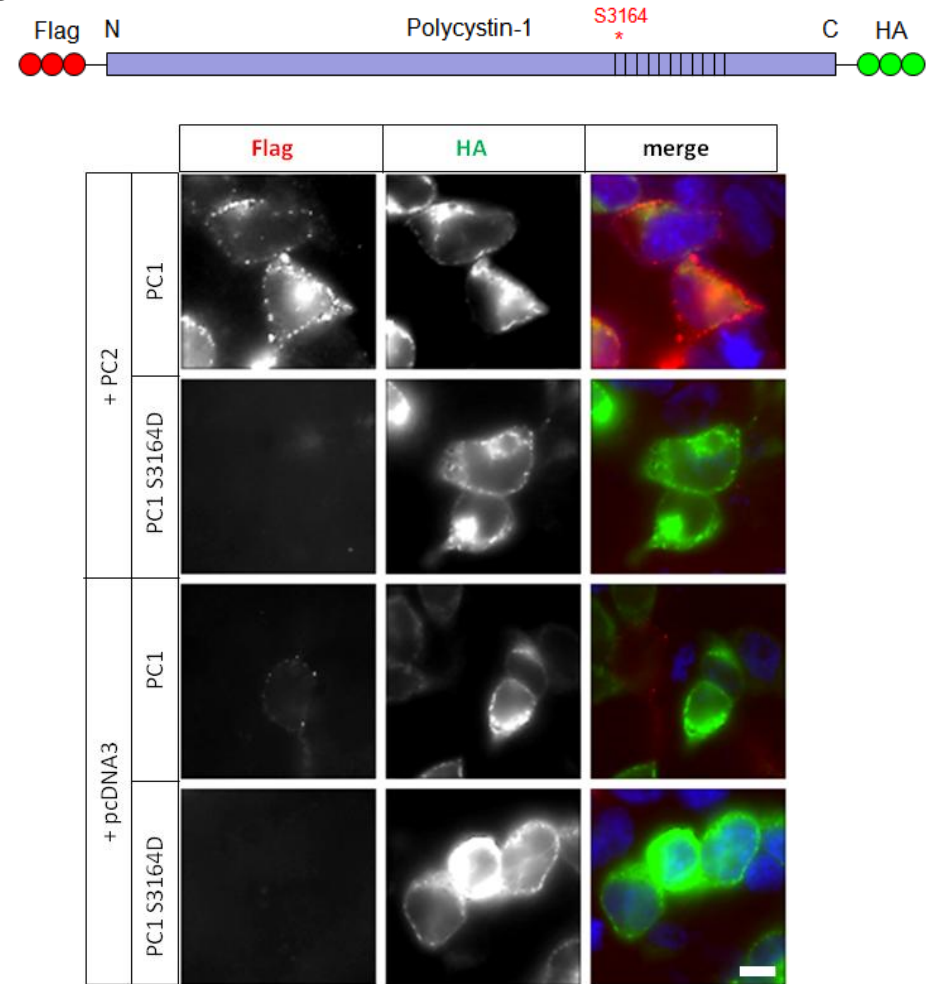 S3164
Flag N Polycystin-1 * C HA
Flag HA merge
+ PC2
PC1
PC1 S3164D
+ pcDNA3
PC1
PC1 S3164D